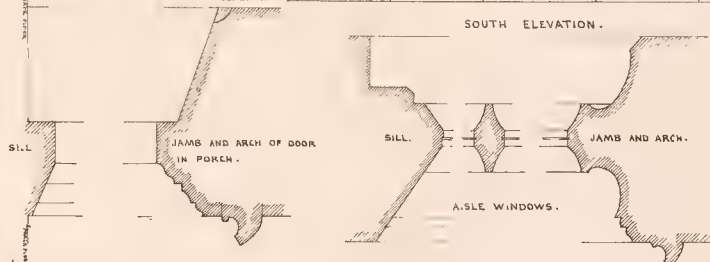 SOUTH ELEVATION.
SILL
JAMB AND ARCH OF DOOR
IN PORCH.
SILL.
JAMB AND ARCH.
AISLE WINDOWS.